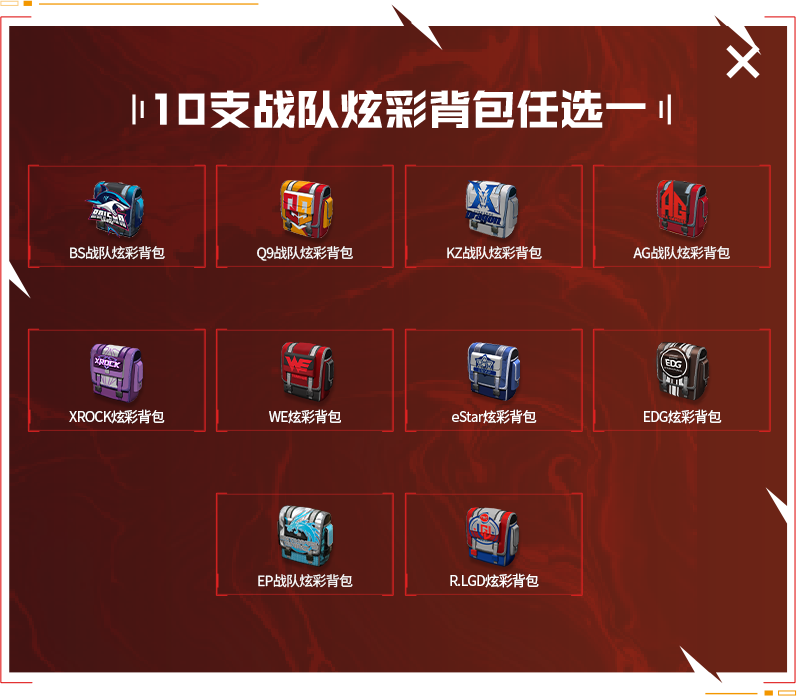 10支战队炫彩背包任选一
BS战队炫彩背包
Q9战队炫彩背包
KZ战队炫彩背包
AG战队炫彩背包
XROCK
WE
EDG
XROCK炫彩背包
WE炫彩背包
eStar炫彩背包
EDG炫彩背包
EP战队炫彩背包
R.LGD炫彩背包